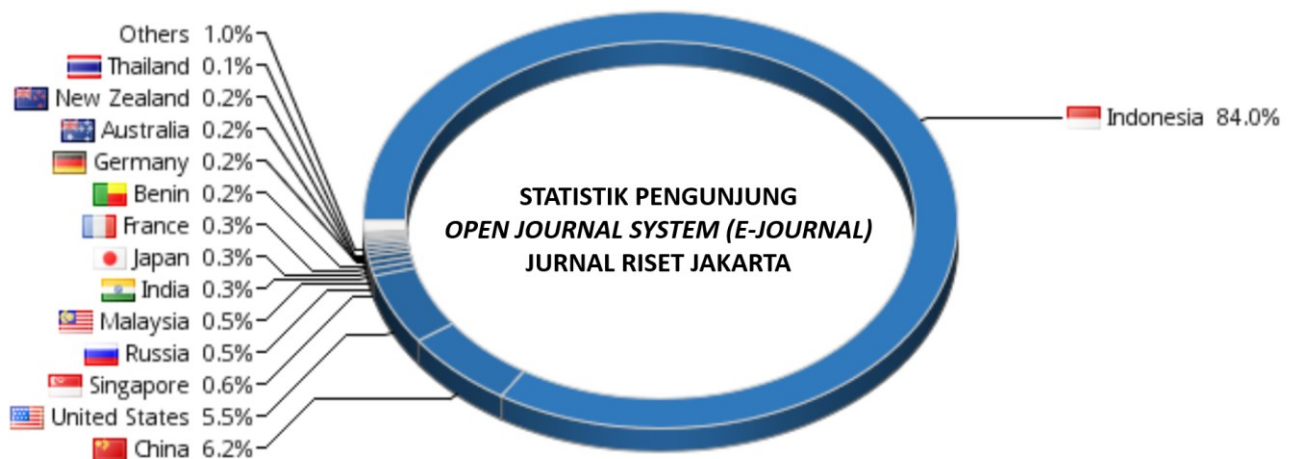 Others 1.0%
Thailand 0.1%
New Zealand 0.2%
Australia 0.2%
Germany 0.2%
Benin 0.2%
France 0.3%
Japan 0.3%
India 0.3%
Malaysia 0.5%
Russia 0.5%
Singapore 0.6%
United States 5.5%
China 6.2%
Indonesia 84.0%
STATISTIK PENGUNJUNG
OPEN JOURNAL SYSTEM (E-JOURNAL)
JURNAL RISET JAKARTA